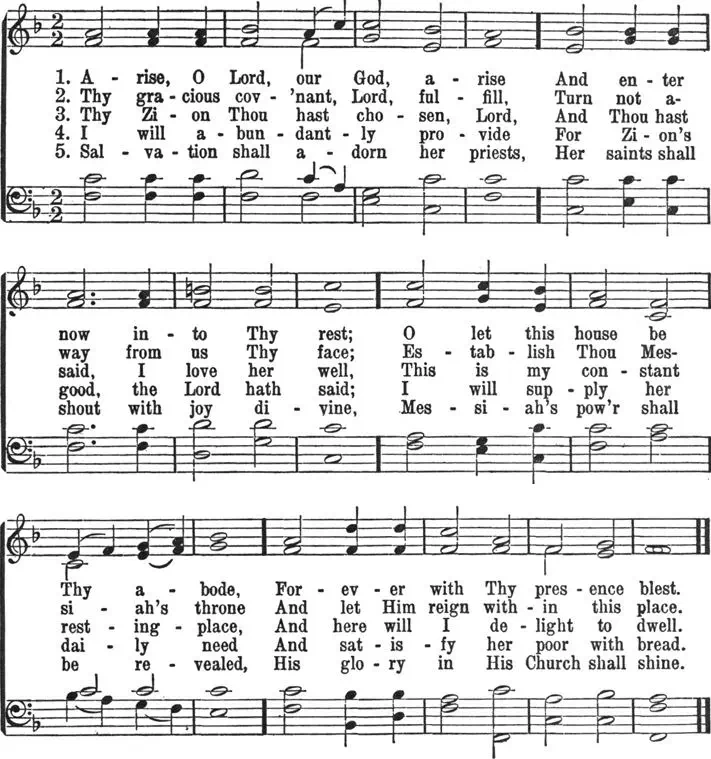 2 2
1. A - rise, O Lord, our God, a - rise And en - ter
2. Thy gra - cious cov - 'nant, Lord, ful - fill, Turn not a-
3. Thy Zi - on Thou hast cho - sen, Lord, And Thou hast
4. I will a - bun - dant - ly pro - vide For Zi - on's
5. Sal - va - tion shall a - dorn her priests, Her saints shall
2 2
now in - to Thy rest; O let this house be
way from us Thy face; Es - tab - lish Thou Mes-
said, I love her well, This is my con - stant
good, the Lord hath said; I will sup - ply her
shout with joy di - vine, Mes - si - ah's pow'r shall
Thy a - bode, For - ev - er with Thy pres - ence blest.
si - ah's throne And let Him reign with - in this place.
rest - ing - place, And here will I de - light to dwell.
dai - ly need And sat - is - fy her poor with bread.
be re - vealed, His glo - ry in His Church shall shine.